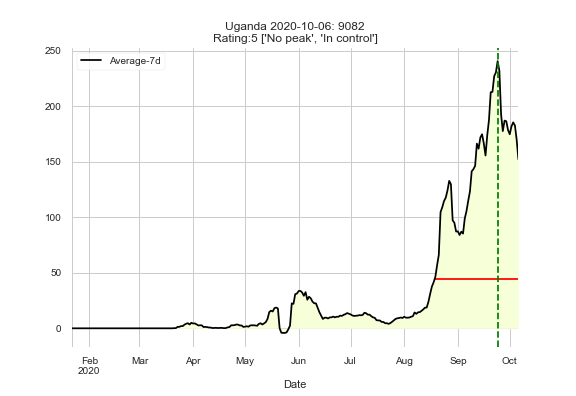 Uganda 2020-10-06: 9082
Rating:5 ['No peak', 'In control']
Average-7d
250
200
150
100
50
0
Feb
2020
Mar
Apr
May
Jun
Jul
Aug
Sep
Oct
Date